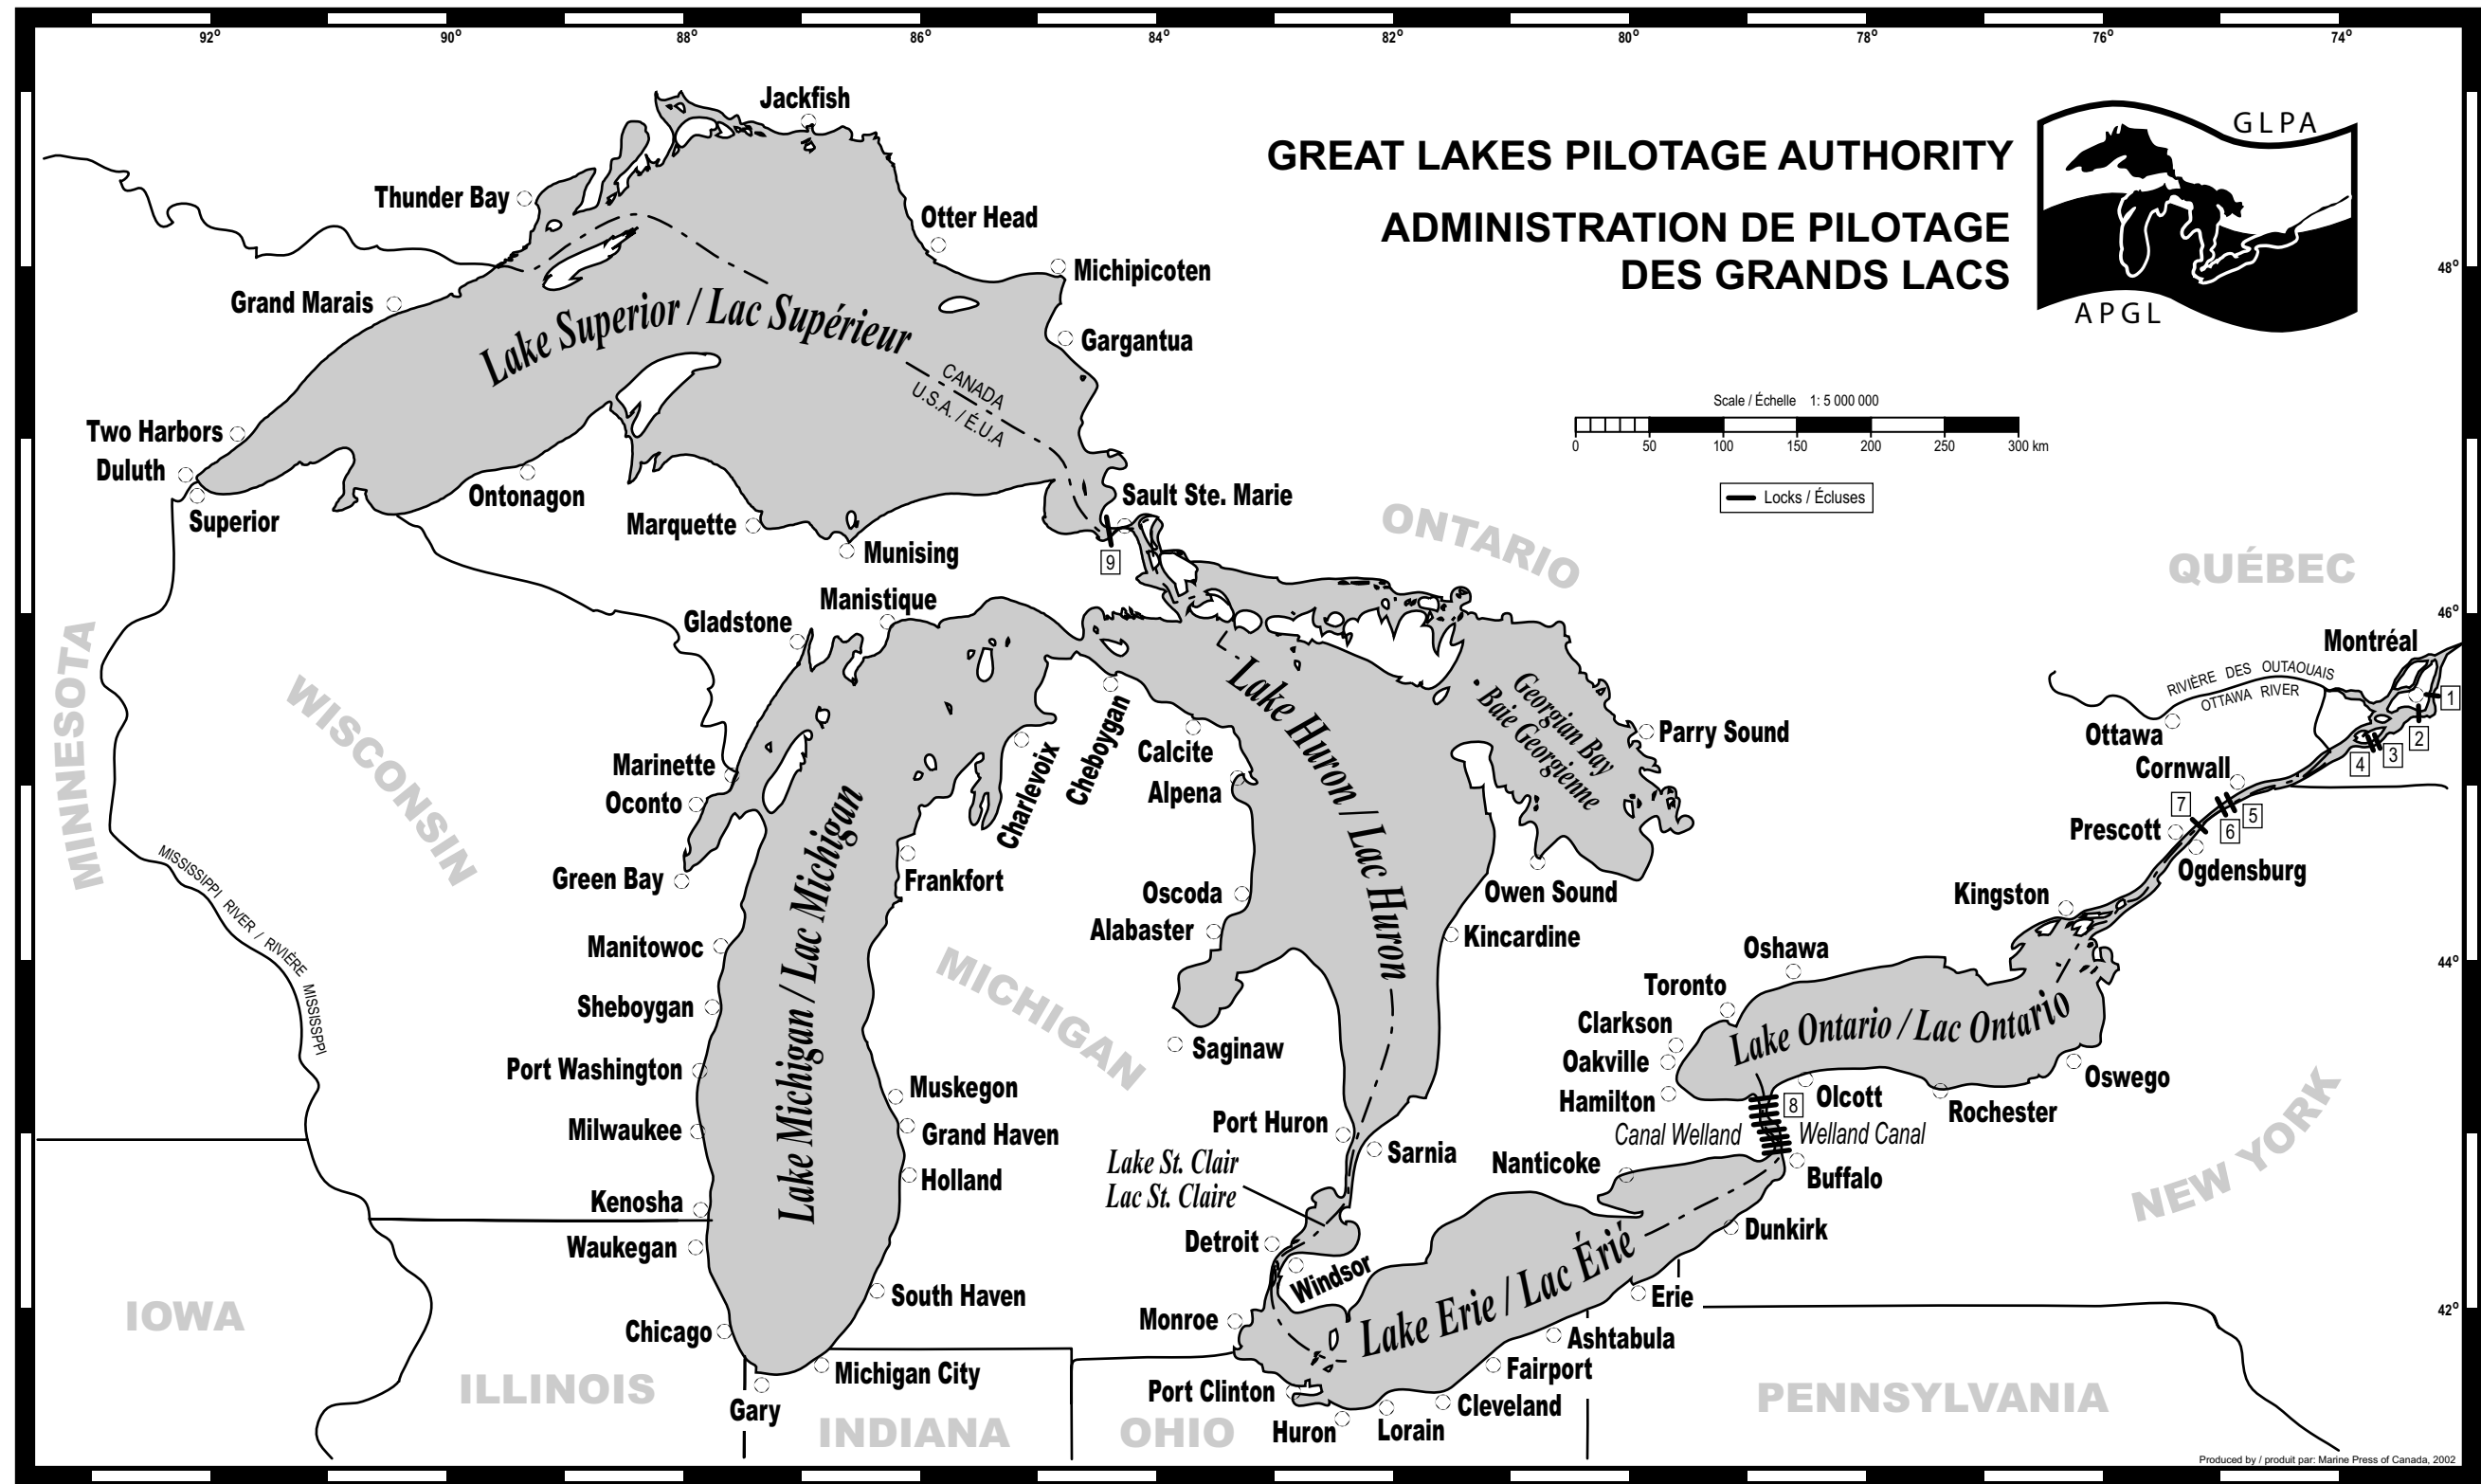 92°
90°
88°
86°
84°
82°
80°
78°
76°
74°
48°
46°
44°
42°
GREAT LAKES PILOTAGE AUTHORITY
ADMINISTRATION DE PILOTAGE
DES GRANDS LACS
GLPA
APGL
Scale / Échelle 1: 5 000 000
0 50 100 150 200 250 300 km
Locks / Écluses
Jackfish
Thunder Bay
Otter Head
Michipicoten
Grand Marais
Gargantua
Lake Superior / Lac Supérieur
CANADA
U.S.A. / É.U.A
Two Harbors
Duluth
Superior
Ontonagon
Marquette
Munising
Sault Ste. Marie
9
ONTARIO
QUÉBEC
MINNESOTA
WISCONSIN
Manistique
Gladstone
Marinette
Oconto
Green Bay
Manitowoc
Sheboygan
Port Washington
Milwaukee
Kenosha
Waukegan
Chicago
Gary
Michigan City
South Haven
Holland
Grand Haven
Muskegon
Frankfort
Charlevoix
Cheboygan
Lake Michigan / Lac Michigan
MISSISSIPPI RIVER / RIVIÈRE MISSISSPPI
MICHIGAN
Calcite
Alpena
Oscoda
Alabaster
Saginaw
Port Huron
Lake Huron / Lac Huron
Georgian Bay
Baie Georgienne
Parry Sound
Owen Sound
Kincardine
Sarnia
Lake St. Clair
Lac St. Claire
Detroit
Windsor
Monroe
Port Clinton
Huron
Lorain
Cleveland
Fairport
Ashtabula
Erie
Dunkirk
Buffalo
Nanticoke
Lake Erie / Lac Érié
Canal Welland
Welland Canal
8
Olcott
Rochester
Oswego
Hamilton
Oakville
Clarkson
Toronto
Oshawa
Lake Ontario / Lac Ontario
Kingston
Ogdensburg
Prescott
Cornwall
Ottawa
Montréal
RIVIÈRE DES OUTAOUAIS
OTTAWA RIVER
1
2
3
4
5
6
7
NEW YORK
IOWA
ILLINOIS
INDIANA
OHIO
PENNSYLVANIA
Produced by / produit par: Marine Press of Canada, 2002